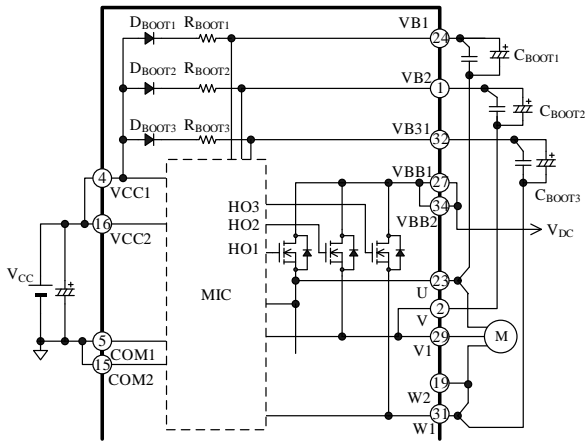 DBOOT1 RBOOT1 VB1
24
CBOOT1
DBOOT2 RBOOT2 VB2
1
CBOOT2
DBOOT3 RBOOT3 VB31
32
CBOOT3
4
VCC1
VBB1
27
34
VBB2
VDC
16
VCC2
HO3
HO2
HO1
VCC
MIC
23
U
2
V
29
V1
M
5
COM1
15
COM2
19
W2
31
W1